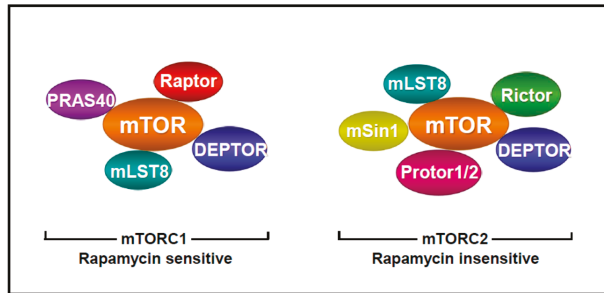 PRAS40
Raptor
mTOR
DEPTOR
mLST8
mTORC1
Rapamycin sensitive
mLST8
Rictor
mSin1
mTOR
DEPTOR
Protor1/2
mTORC2
Rapamycin insensitive